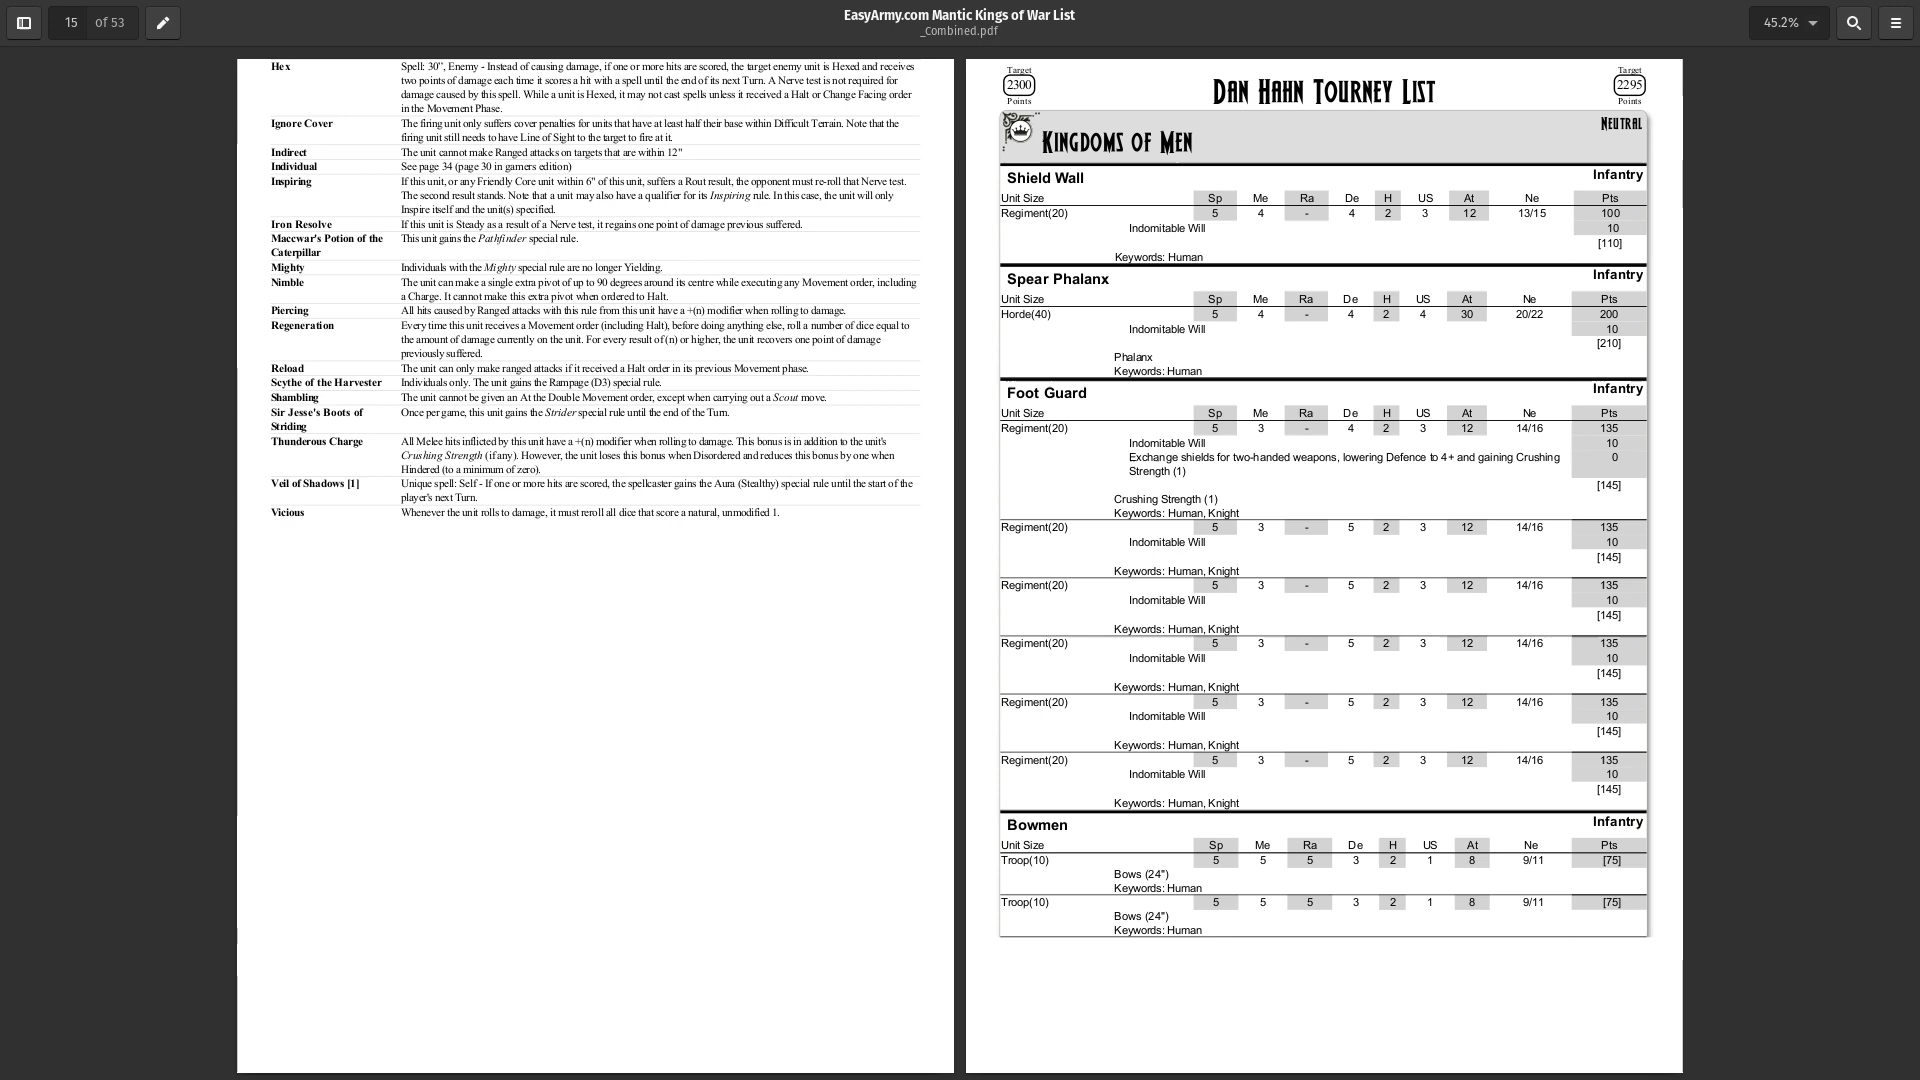 15 of 53
EasyArmy.com Mantic Kings of War List
_Combined.pdf
45.2%
Hex Spell: 30", Enemy - Instead of causing damage, if one or more hits are scored, the target enemy unit is Hexed and receives
two points of damage each time it scores a hit with a spell until the end of its next Turn. A Nerve test is not required for
damage caused by this spell. While a unit is Hexed, it may not cast spells unless it received a Halt or Change Facing order
in the Movement Phase.
Ignore Cover The firing unit only suffers cover penalties for units that have at least half their base within Difficult Terrain. Note that the
firing unit still needs to have Line of Sight to the target to fire at it.
Indirect The unit cannot make Ranged attacks on targets that are within 12"
Individual See page 34 (page 30 in gamers edition)
Inspiring If this unit, or any Friendly Core unit within 6" of this unit, suffers a Rout result, the opponent must re-roll that Nerve test.
The second result stands. Note that a unit may also have a qualifier for its Inspiring rule. In this case, the unit will only
Inspire itself and the unit(s) specified.
Iron Resolve If this unit is Steady as a result of a Nerve test, it regains one point of damage previous suffered.
Maccwar's Potion of the This unit gains the Pathfinder special rule.
Caterpillar
Mighty Individuals with the Mighty special rule are no longer Yielding.
Nimble The unit can make a single extra pivot of up to 90 degrees around its centre while executing any Movement order, including
a Charge. It cannot make this extra pivot when ordered to Halt.
Piercing All hits caused by Ranged attacks with this rule from this unit have a +(n) modifier when rolling to damage.
Regeneration Every time this unit receives a Movement order (including Halt), before doing anything else, roll a number of dice equal to
the amount of damage currently on the unit. For every result of (n) or higher, the unit recovers one point of damage
previously suffered.
Reload The unit can only make ranged attacks if it received a Halt order in its previous Movement phase.
Scythe of the Harvester Individuals only. The unit gains the Rampage (D3) special rule.
Shambling The unit cannot be given an At the Double Movement order, except when carrying out a Scout move.
Sir Jesse's Boots of Once per game, this unit gains the Strider special rule until the end of the Turn.
Striding
Thunderous Charge All Melee hits inflicted by this unit have a +(n) modifier when rolling to damage. This bonus is in addition to the unit's
Crushing Strength (if any). However, the unit loses this bonus when Disordered and reduces this bonus by one when
Hindered (to a minimum of zero).
Veil of Shadows [1] Unique spell: Self - If one or more hits are scored, the spellcaster gains the Aura (Stealthy) special rule until the start of the
player's next Turn.
Vicious Whenever the unit rolls to damage, it must reroll all dice that score a natural, unmodified 1.
Target Target
2300 Dan Hahn Tourney List 2295
Points Points
Neutral
Kingdoms of Men
Shield Wall Infantry
Unit Size Sp Me Ra De H US At Ne Pts
Regiment(20) 5 4 - 4 2 3 12 13/15 100
Indomitable Will 10
[110]
Keywords: Human
Spear Phalanx Infantry
Unit Size Sp Me Ra De H US At Ne Pts
Horde(40) 5 4 - 4 2 4 30 20/22 200
Indomitable Will 10
[210]
Phalanx
Keywords: Human
Foot Guard Infantry
Unit Size Sp Me Ra De H US At Ne Pts
Regiment(20) 5 3 - 4 2 3 12 14/16 135
Indomitable Will 10
Exchange shields for two-handed weapons, lowering Defence to 4+ and gaining Crushing 0
Strength (1)
[145]
Crushing Strength (1)
Keywords: Human, Knight
Regiment(20) 5 3 - 5 2 3 12 14/16 135
Indomitable Will 10
[145]
Keywords: Human, Knight
Regiment(20) 5 3 - 5 2 3 12 14/16 135
Indomitable Will 10
[145]
Keywords: Human, Knight
Regiment(20) 5 3 - 5 2 3 12 14/16 135
Indomitable Will 10
[145]
Keywords: Human, Knight
Regiment(20) 5 3 - 5 2 3 12 14/16 135
Indomitable Will 10
[145]
Keywords: Human, Knight
Regiment(20) 5 3 - 5 2 3 12 14/16 135
Indomitable Will 10
[145]
Keywords: Human, Knight
Bowmen Infantry
Unit Size Sp Me Ra De H US At Ne Pts
Troop(10) 5 5 5 3 2 1 8 9/11 [75]
Bows (24")
Keywords: Human
Troop(10) 5 5 5 3 2 1 8 9/11 [75]
Bows (24")
Keywords: Human